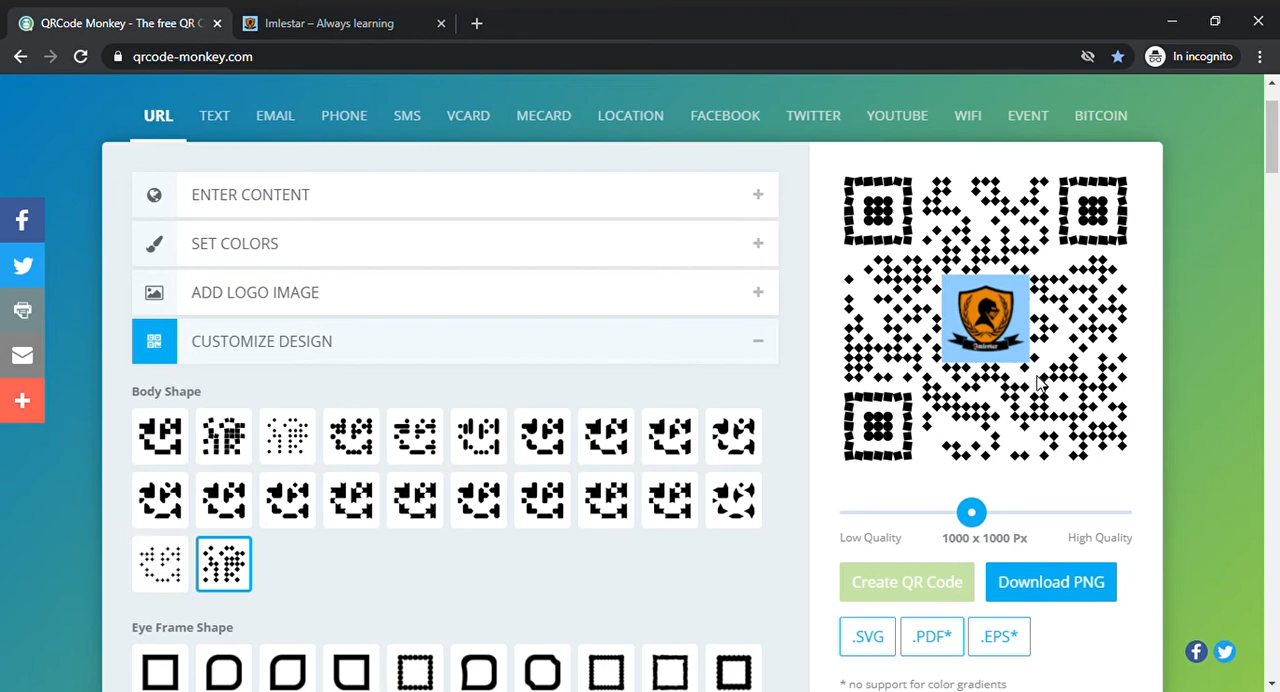 QRCode Monkey - The free QR C
Imlestar – Always learning
qrcode-monkey.com
In incognito
URL TEXT EMAIL PHONE SMS VCARD MECARD LOCATION FACEBOOK TWITTER YOUTUBE WIFI EVENT BITCOIN
ENTER CONTENT
SET COLORS
ADD LOGO IMAGE
CUSTOMIZE DESIGN
Body Shape
Eye Frame Shape
Imlestar
Low Quality 1000 x 1000 Px High Quality
Create QR Code Download PNG
.SVG .PDF* .EPS*
* no support for color gradients